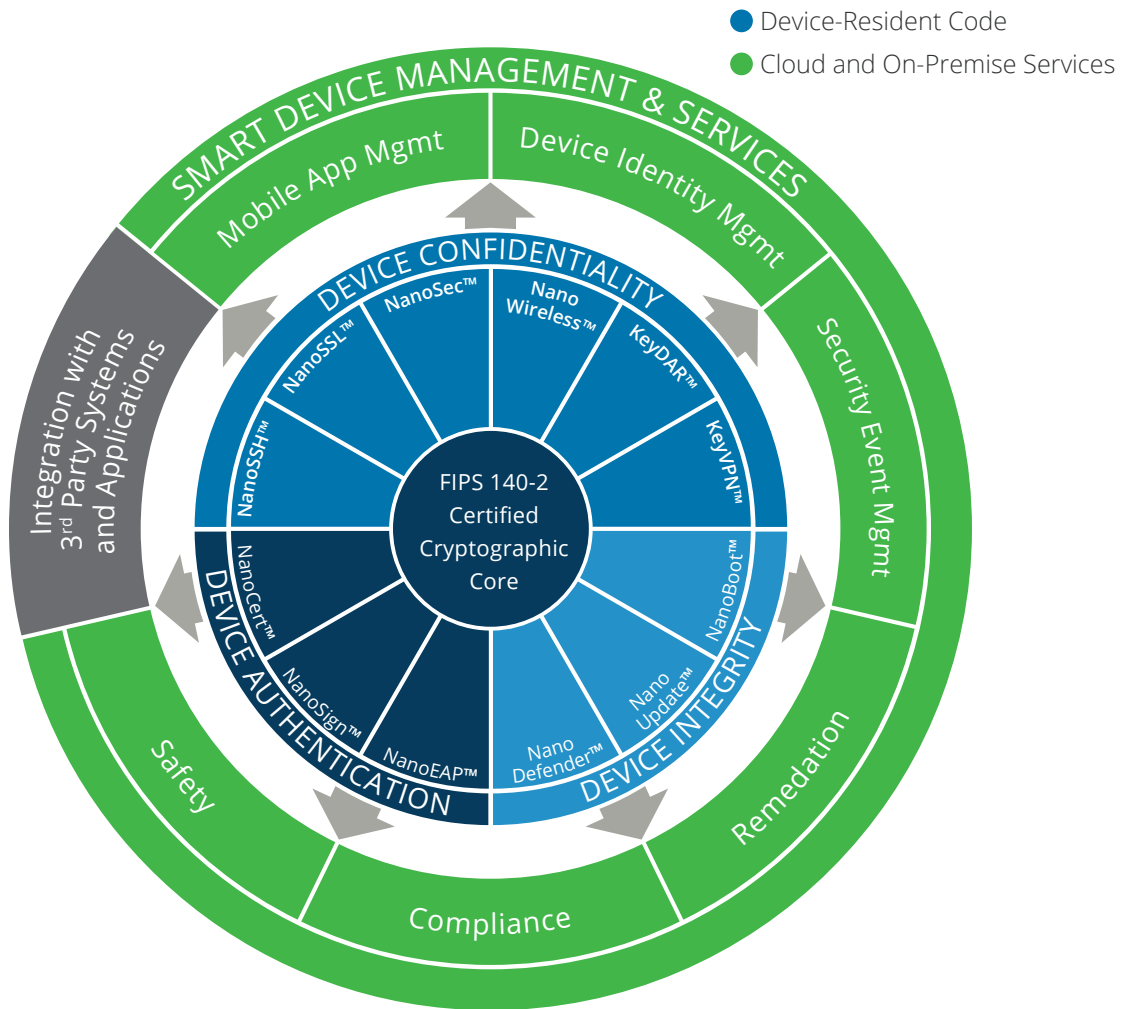 Device-Resident Code
Cloud and On-Premise Services
SMART DEVICE MANAGEMENT & SERVICES
Mobile App Mgmt
Device Identity Mgmt
Security Event Mgmt
Remedation
Compliance
Safety
Integration with
3rd Party Systems
and Applications
DEVICE CONFIDENTIALITY
NanoSSH™
NanoSSL™
NanoSec™
Nano
Wireless™
KeyDAR™
KeyVPN™
DEVICE INTEGRITY
NanoBoot™
Nano
Update™
Nano
Defender™
DEVICE AUTHENTICATION
NanoEAP™
NanoSign™
NanoCert™
FIPS 140-2
Certified
Cryptographic
Core